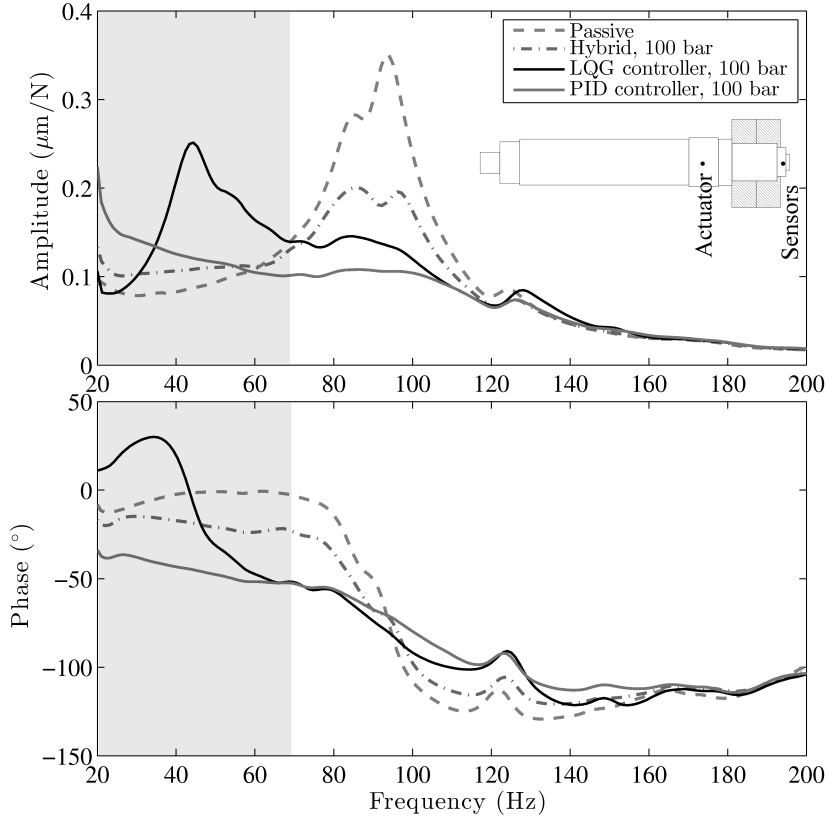 0.4
0.3
0.2
0.1
0
Amplitude (μm/N)
Passive
Hybrid, 100 bar
LQG controller, 100 bar
PID controller, 100 bar
Actuator
Sensors
20 40 60 80 100 120 140 160 180 200
50
0
−50
−100
−150
Phase (°)
20 40 60 80 100 120 140 160 180 200
Frequency (Hz)